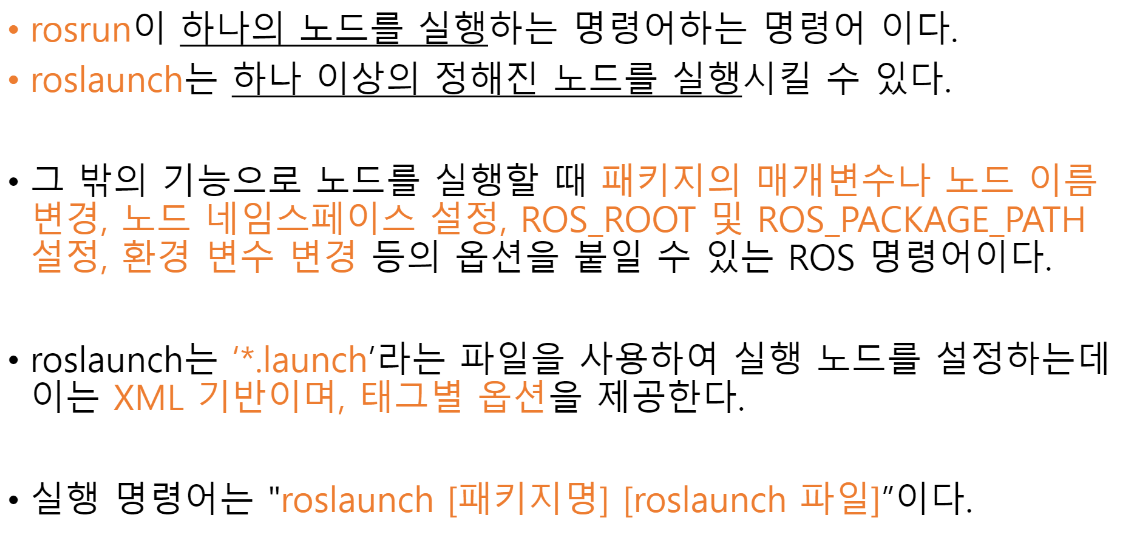 • rosrun이 하나의 노드를 실행하는 명령어하는 명령어 이다.
• roslaunch는 하나 이상의 정해진 노드를 실행시킬 수 있다.
• 그 밖의 기능으로 노드를 실행할 때 패키지의 매개변수나 노드 이름
변경, 노드 네임스페이스 설정, ROS_ROOT 및 ROS_PACKAGE_PATH
설정, 환경 변수 변경 등의 옵션을 붙일 수 있는 ROS 명령어이다.
• roslaunch는 ‘*.launch’라는 파일을 사용하여 실행 노드를 설정하는데
이는 XML 기반이며, 태그별 옵션을 제공한다.
• 실행 명령어는 "roslaunch [패키지명] [roslaunch 파일]”이다.